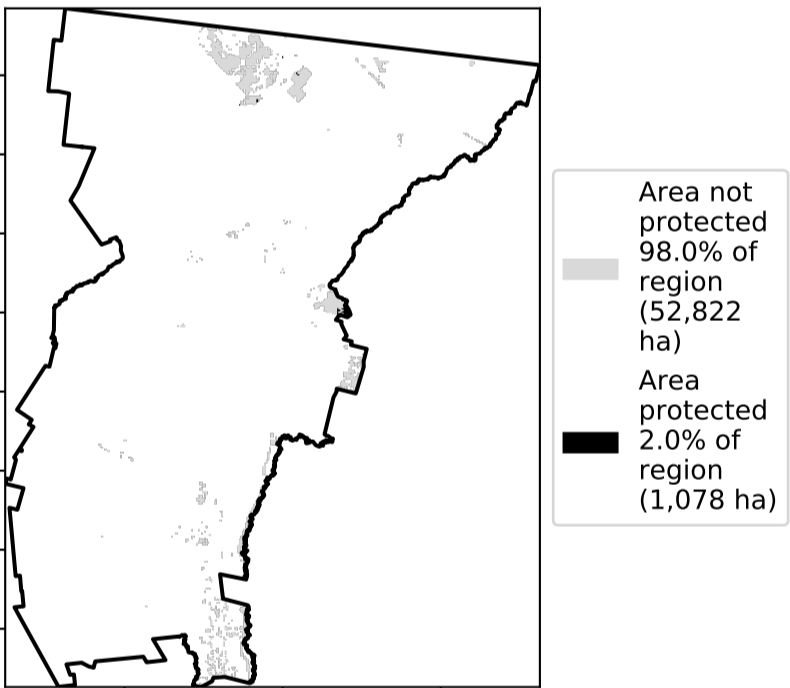 Area not
protected
98.0% of
region
(52,822
ha)
Area
protected
2.0% of
region
(1,078 ha)